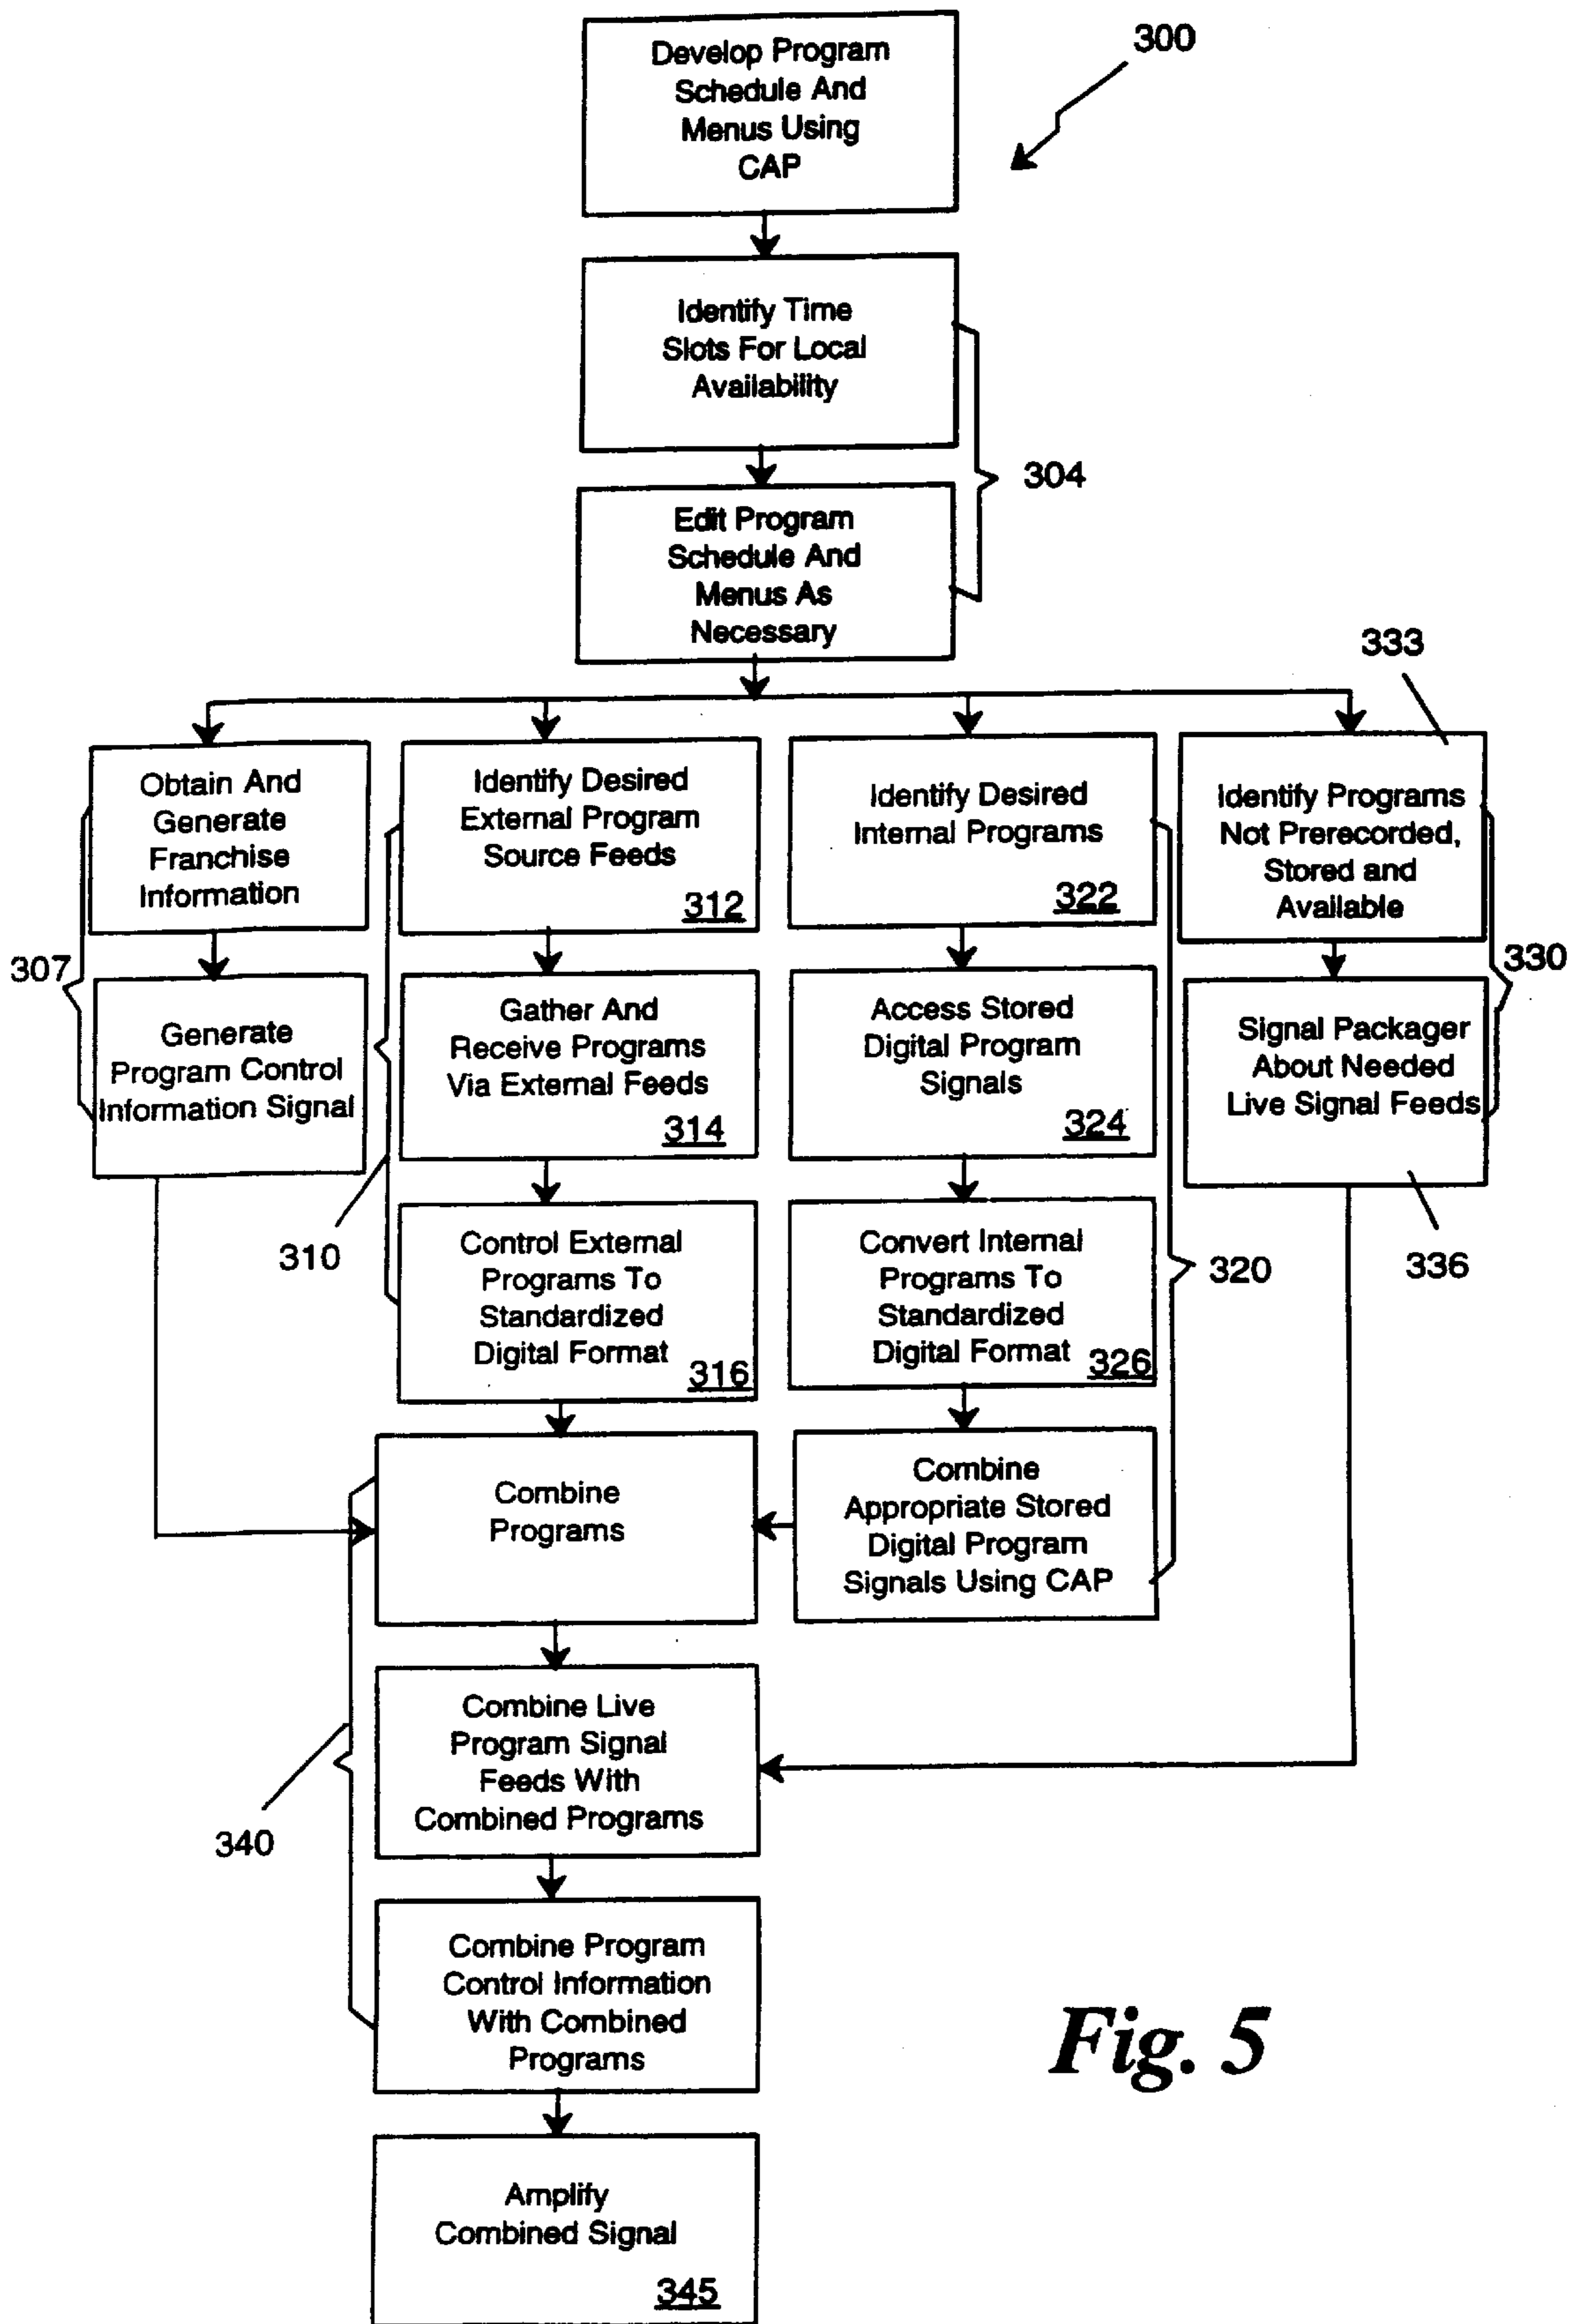 Develop Program
Schedule And
Menus Using
CAP
300
Identify Time
Slots For Local
Availability
304
Edit Program
Schedule And
Menus As
Necessary
333
Obtain And
Generate
Franchise
Information
307
Generate
Program Control
Information Signal
Identify Desired
External Program
Source Feeds
312
Gather And
Receive Programs
Via External Feeds
314
310
Control External
Programs To
Standardized
Digital Format
316
Identify Desired
Internal Programs
322
Access Stored
Digital Program
Signals
324
Convert Internal
Programs To
Standardized
Digital Format
326
320
Combine
Appropriate Stored
Digital Program
Signals Using CAP
Identify Programs
Not Prerecorded,
Stored and
Available
330
Signal Packager
About Needed
Live Signal Feeds
336
Combine
Programs
Combine Live
Program Signal
Feeds With
Combined Programs
340
Combine Program
Control Information
With Combined
Programs
Amplify
Combined Signal
345
Fig. 5